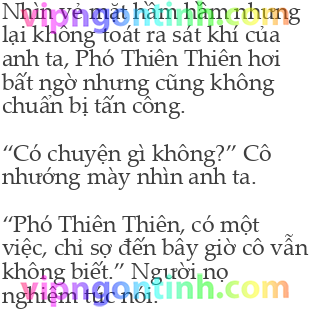 Nhìn vẻ mặt hầm hầm nhưng
vipngontinh.com
lại không toát ra sát khí của
anh ta, Phó Thiên Thiên hơi
bất ngờ nhưng cũng không
chuẩn bị tấn công.
“Có chuyện gì không?” Cô
nhướng mày nhìn anh ta.
“Phó Thiên Thiên, có một
việc, chỉ sợ đến bây giờ cô vẫn
không biết.” Người nọ
vipngontinh.com
nghiêm túc nói.